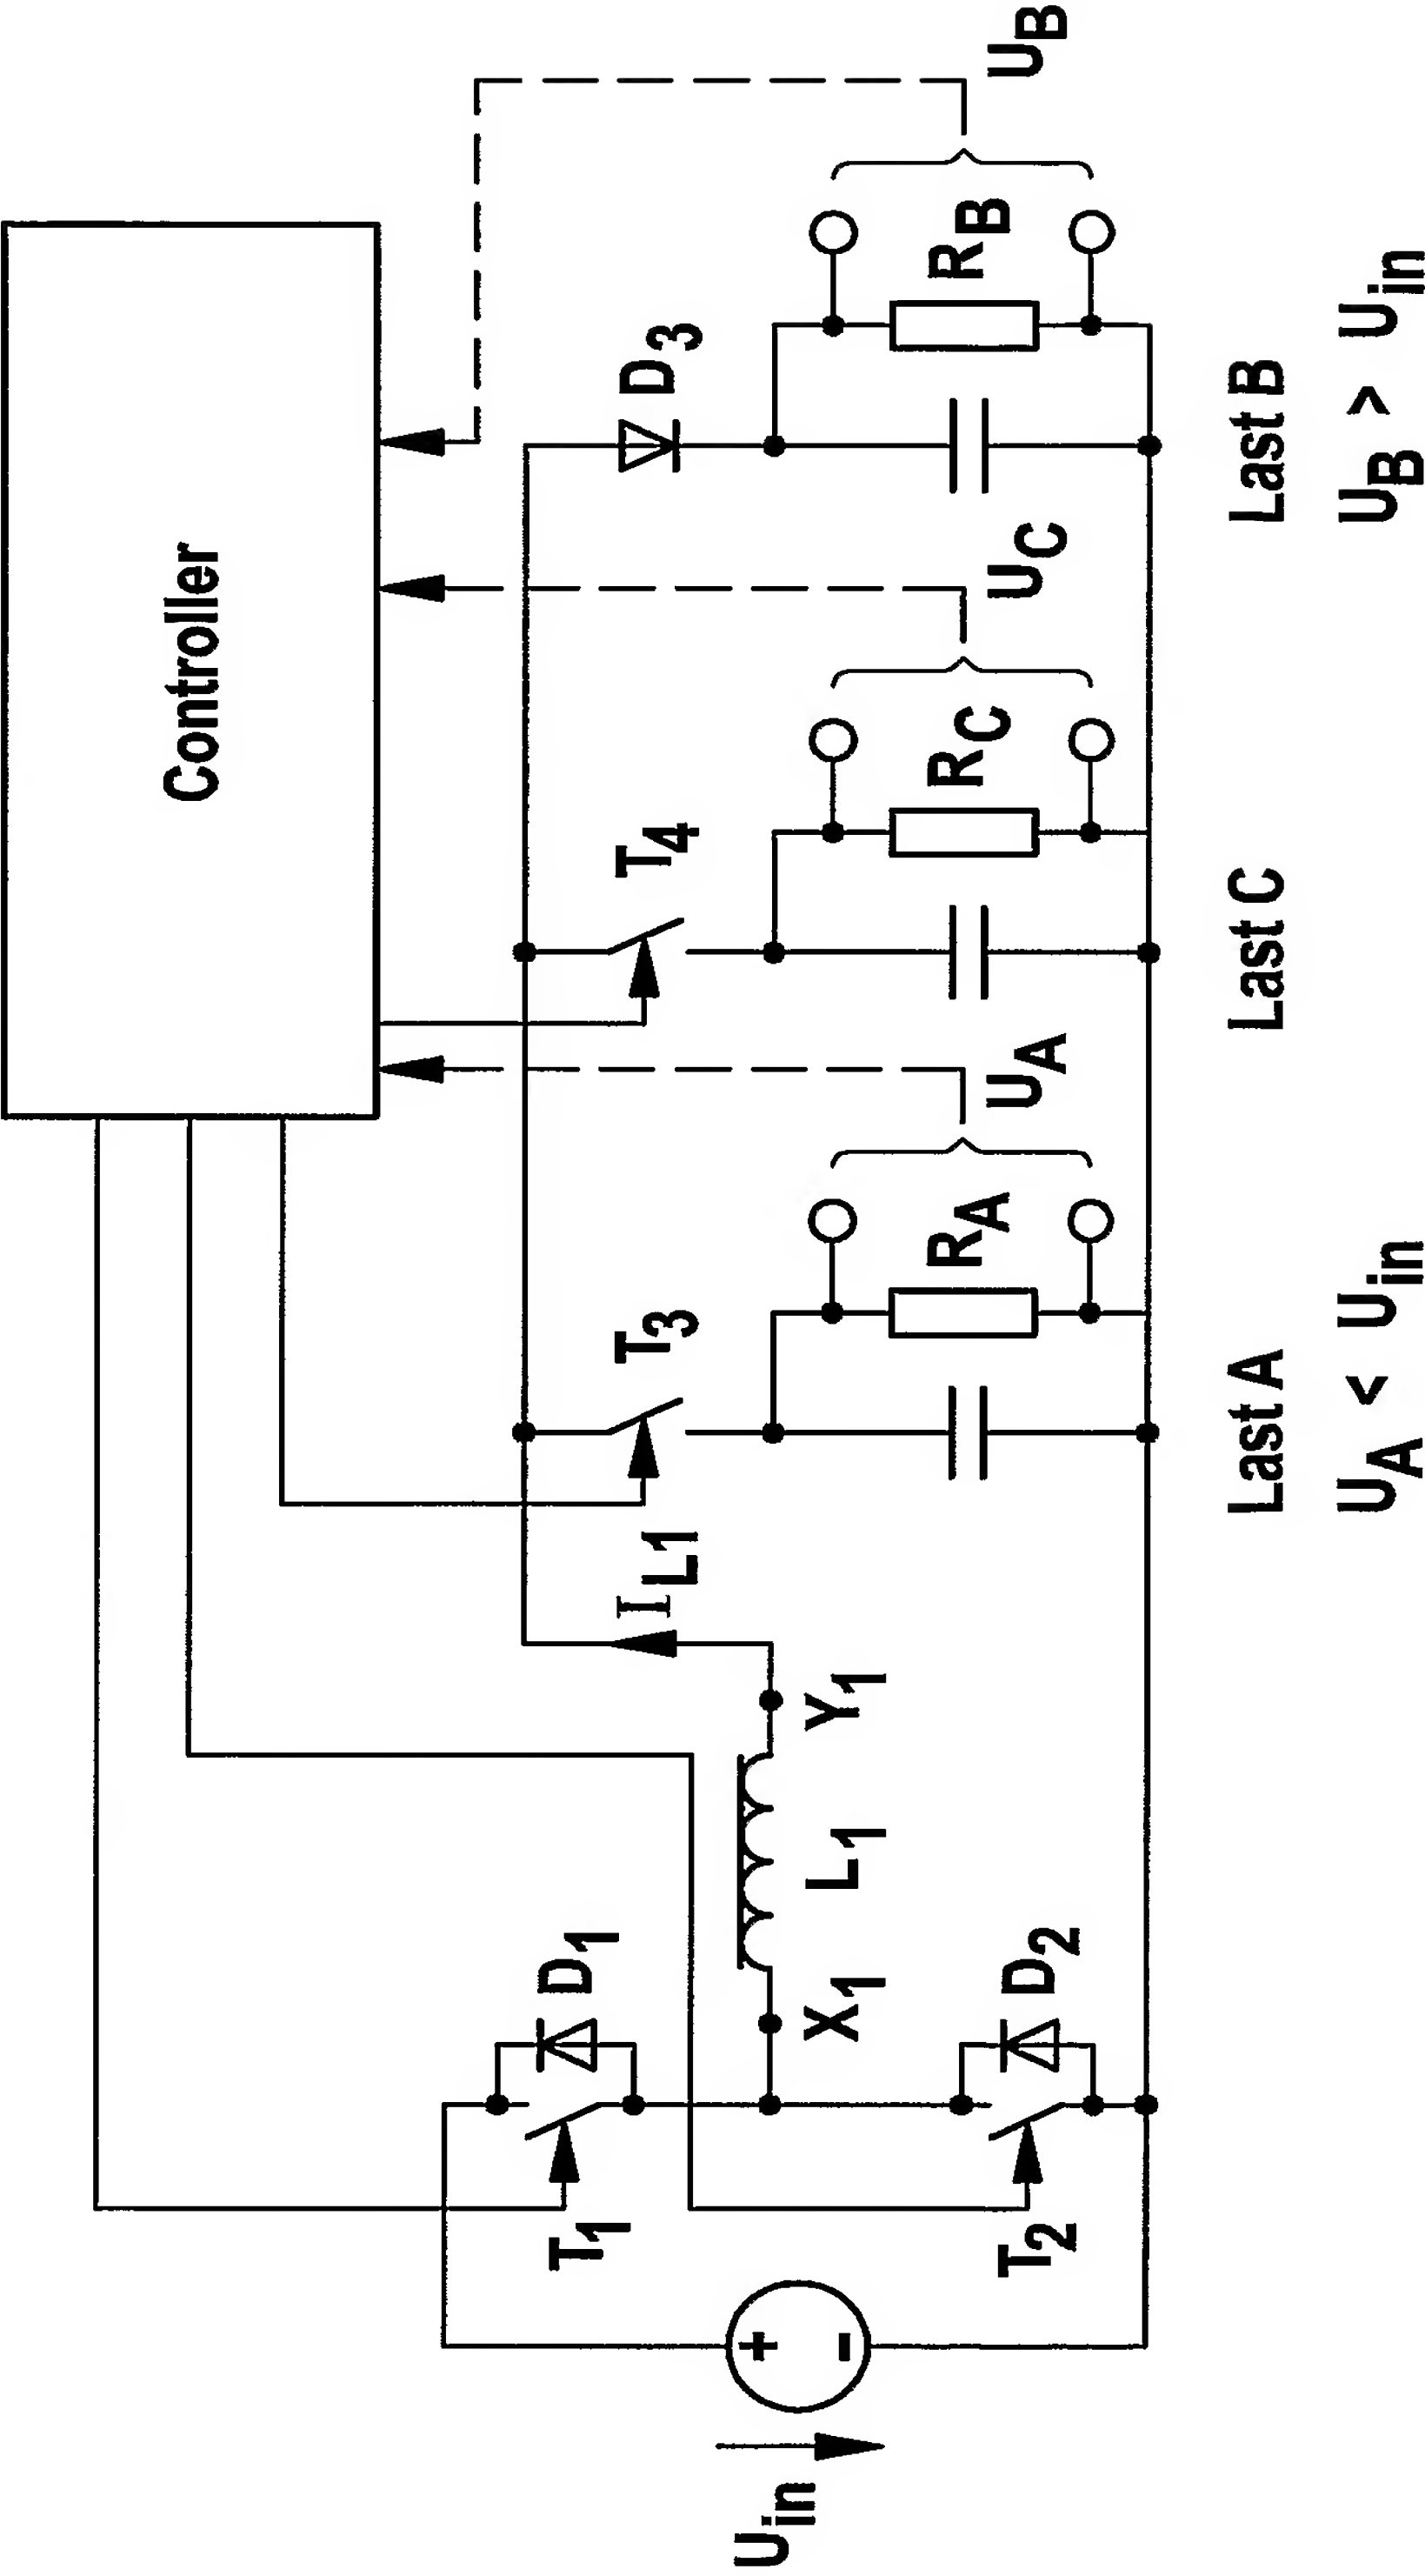 Controller
U_in
+
-
T_1
D_1
T_2
D_2
X_1
L_1
Y_1
I_L1
T_3
R_A
U_A
T_4
R_C
U_C
D_3
R_B
U_B
Last A
U_A < U_in
Last C
Last B
U_B > U_in